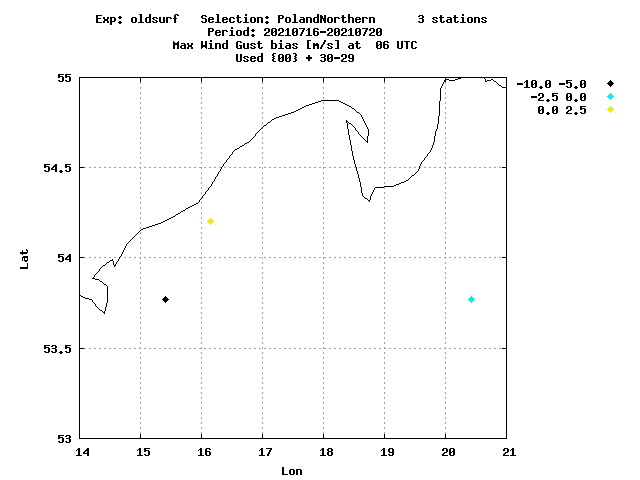 Exp: oldsurf   Selection: PolandNorthern      3 stations
Period: 20210716-20210720
Max Wind Gust bias [m/s] at  06 UTC
Used {00} + 30-29
55
54.5
54
53.5
53
Lat
14 15 16 17 18 19 20 21
Lon
-10.0 -5.0
-2.5 0.0
0.0 2.5